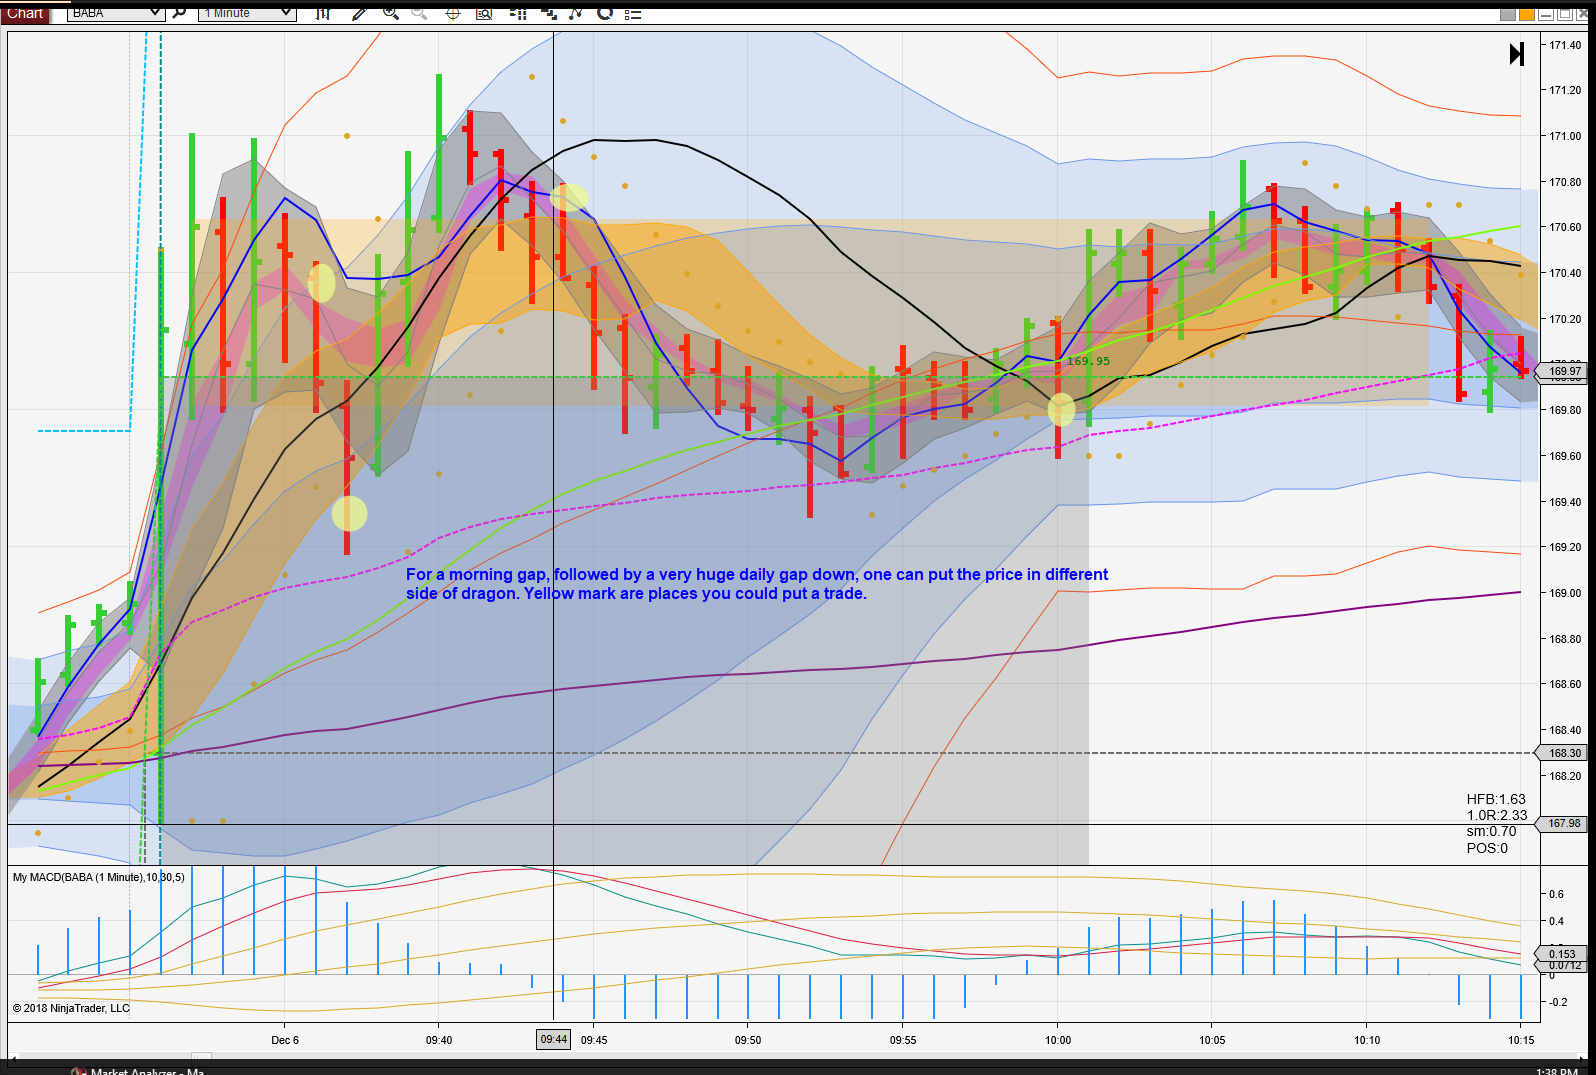 Chart
BABA
1 Minute
171.40
171.20
171.00
170.80
170.60
170.40
170.20
169.95
169.97
169.80
169.60
169.40
For a morning gap, followed by a very huge daily gap down, one can put the price in different
side of dragon. Yellow mark are places you could put a trade.
169.20
169.00
168.80
168.60
168.40
168.30
168.20
HFB:1.63
1.0R:2.33
sm:0.70
POS:0
167.98
My MACD(BABA (1 Minute),10,30,5)
0.6
0.4
0.153
0.0712
0
-0.2
© 2018 NinjaTrader, LLC
Dec 6
09:40
09:44
09:45
09:50
09:55
10:00
10:05
10:10
10:15
Market Analyzer - Ma
1:38 PM